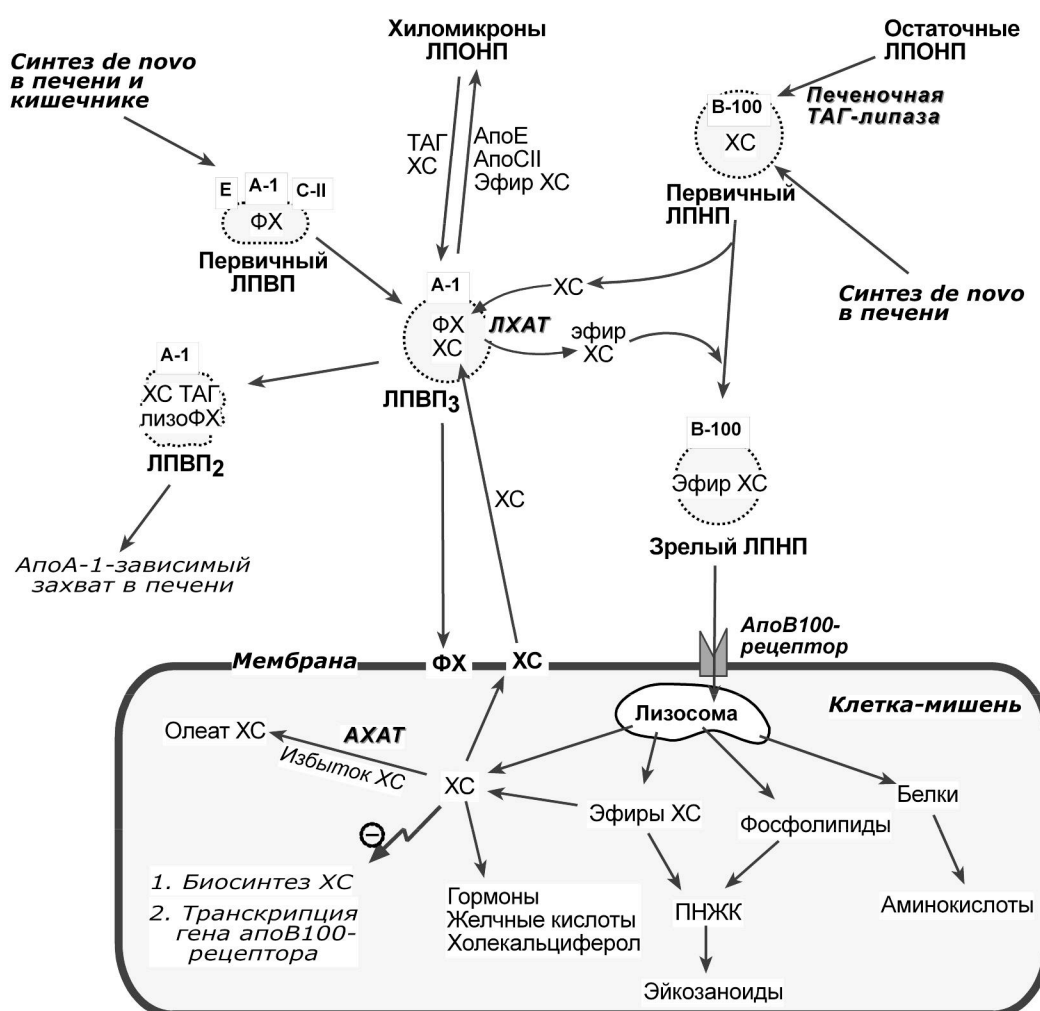 Хиломикроны
ЛПОНП
Остаточные
ЛПОНП
Синтез de novo
в печени и
кишечнике
Печеночная
ТАГ-липаза
B-100
ХС
ТАГ
ХС
АпоЕ
АпоСII
Эфир ХС
E
A-1
C-II
ФХ
Первичный
ЛПНП
Первичный
ЛПВП
A-1
ХС
Синтез de novo
в печени
ФХ
ХС
ЛХАТ
эфир
ХС
A-1
ХС ТАГ
лизоФХ
ЛПВП3
ЛПВП2
B-100
Эфир ХС
ХС
Зрелый ЛПНП
АпоА-1-зависимый
захват в печени
АпоВ100-
рецептор
Мембрана
ФХ
ХС
Клетка-мишень
Лизосома
Олеат ХС
АХАТ
Избыток ХС
ХС
Эфиры ХС
Фосфолипиды
Белки
1. Биосинтез ХС
2. Транскрипция
гена апоВ100-
рецептора
Гормоны
Желчные кислоты
Холекальциферол
ПНЖК
Аминокислоты
Эйкозаноиды